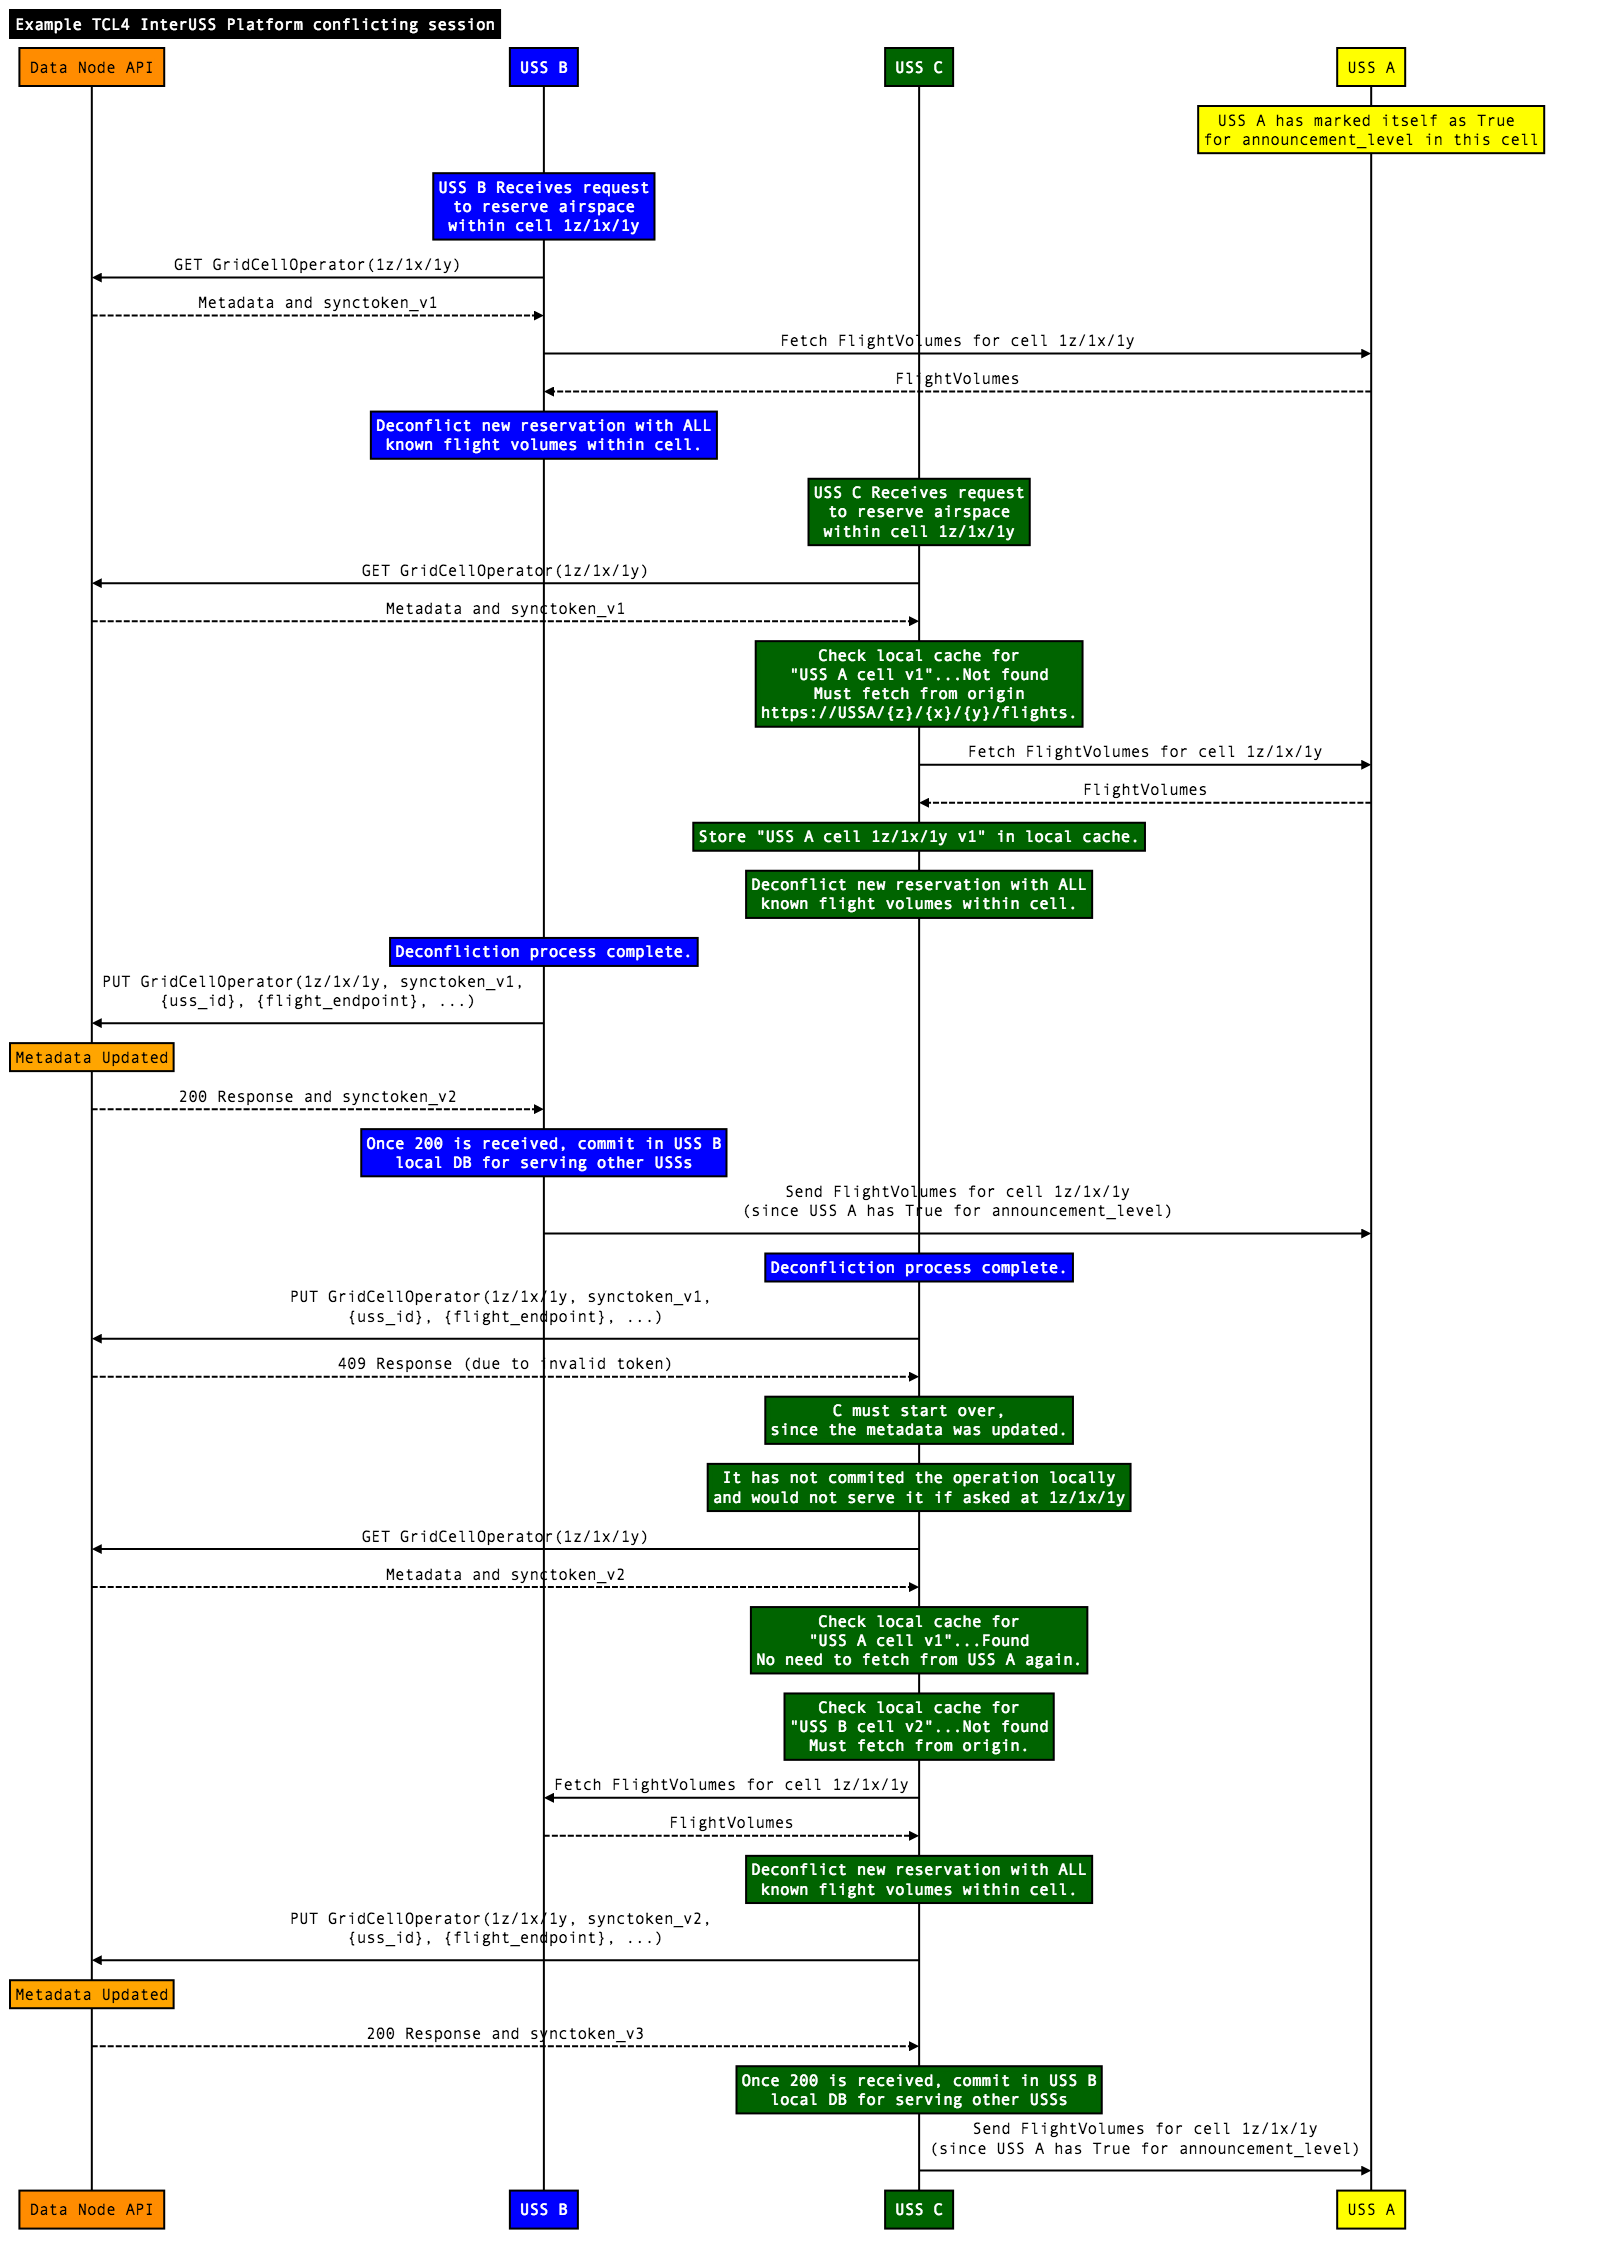 Example TCL4 InterUSS Platform conflicting session
Data Node API
USS B
USS C
USS A
USS A has marked itself as True
for announcement_level in this cell
USS B Receives request
to reserve airspace
within cell 1z/1x/1y
GET GridCellOperator(1z/1x/1y)
Metadata and synctoken_v1
Fetch FlightVolumes for cell 1z/1x/1y
FlightVolumes
Deconflict new reservation with ALL
known flight volumes within cell.
USS C Receives request
to reserve airspace
within cell 1z/1x/1y
GET GridCellOperator(1z/1x/1y)
Metadata and synctoken_v1
Check local cache for
"USS A cell v1"...Not found
Must fetch from origin
https://USSA/{z}/{x}/{y}/flights.
Fetch FlightVolumes for cell 1z/1x/1y
FlightVolumes
Store "USS A cell 1z/1x/1y v1" in local cache.
Deconflict new reservation with ALL
known flight volumes within cell.
Deconfliction process complete.
PUT GridCellOperator(1z/1x/1y, synctoken_v1,
{uss_id}, {flight_endpoint}, ...)
Metadata Updated
200 Response and synctoken_v2
Once 200 is received, commit in USS B
local DB for serving other USSs
Send FlightVolumes for cell 1z/1x/1y
(since USS A has True for announcement_level)
Deconfliction process complete.
PUT GridCellOperator(1z/1x/1y, synctoken_v1,
{uss_id}, {flight_endpoint}, ...)
409 Response (due to invalid token)
C must start over,
since the metadata was updated.
It has not commited the operation locally
and would not serve it if asked at 1z/1x/1y
GET GridCellOperator(1z/1x/1y)
Metadata and synctoken_v2
Check local cache for
"USS A cell v1"...Found
No need to fetch from USS A again.
Check local cache for
"USS B cell v2"...Not found
Must fetch from origin.
Fetch FlightVolumes for cell 1z/1x/1y
FlightVolumes
Deconflict new reservation with ALL
known flight volumes within cell.
PUT GridCellOperator(1z/1x/1y, synctoken_v2,
{uss_id}, {flight_endpoint}, ...)
Metadata Updated
200 Response and synctoken_v3
Once 200 is received, commit in USS B
local DB for serving other USSs
Send FlightVolumes for cell 1z/1x/1y
(since USS A has True for announcement_level)
Data Node API
USS B
USS C
USS A